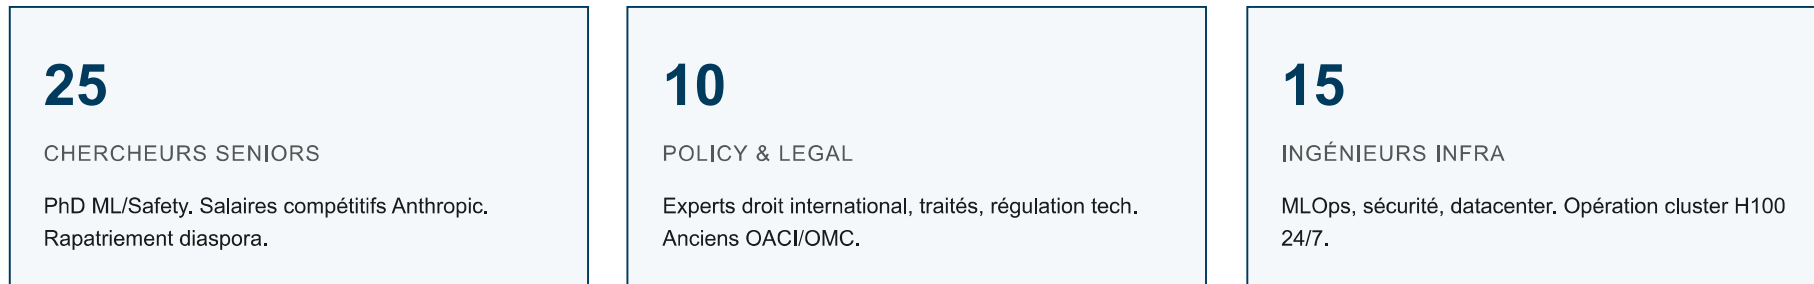 25
CHERCHEURS SENIORS
PhD ML/Safety. Salaires compétitifs Anthropic.
Rapatriement diaspora.
10
POLICY & LEGAL
Experts droit international, traités, régulation tech.
Anciens OACI/OMC.
15
INGÉNIEURS INFRA
MLOps, sécurité, datacenter. Opération cluster H100
24/7.